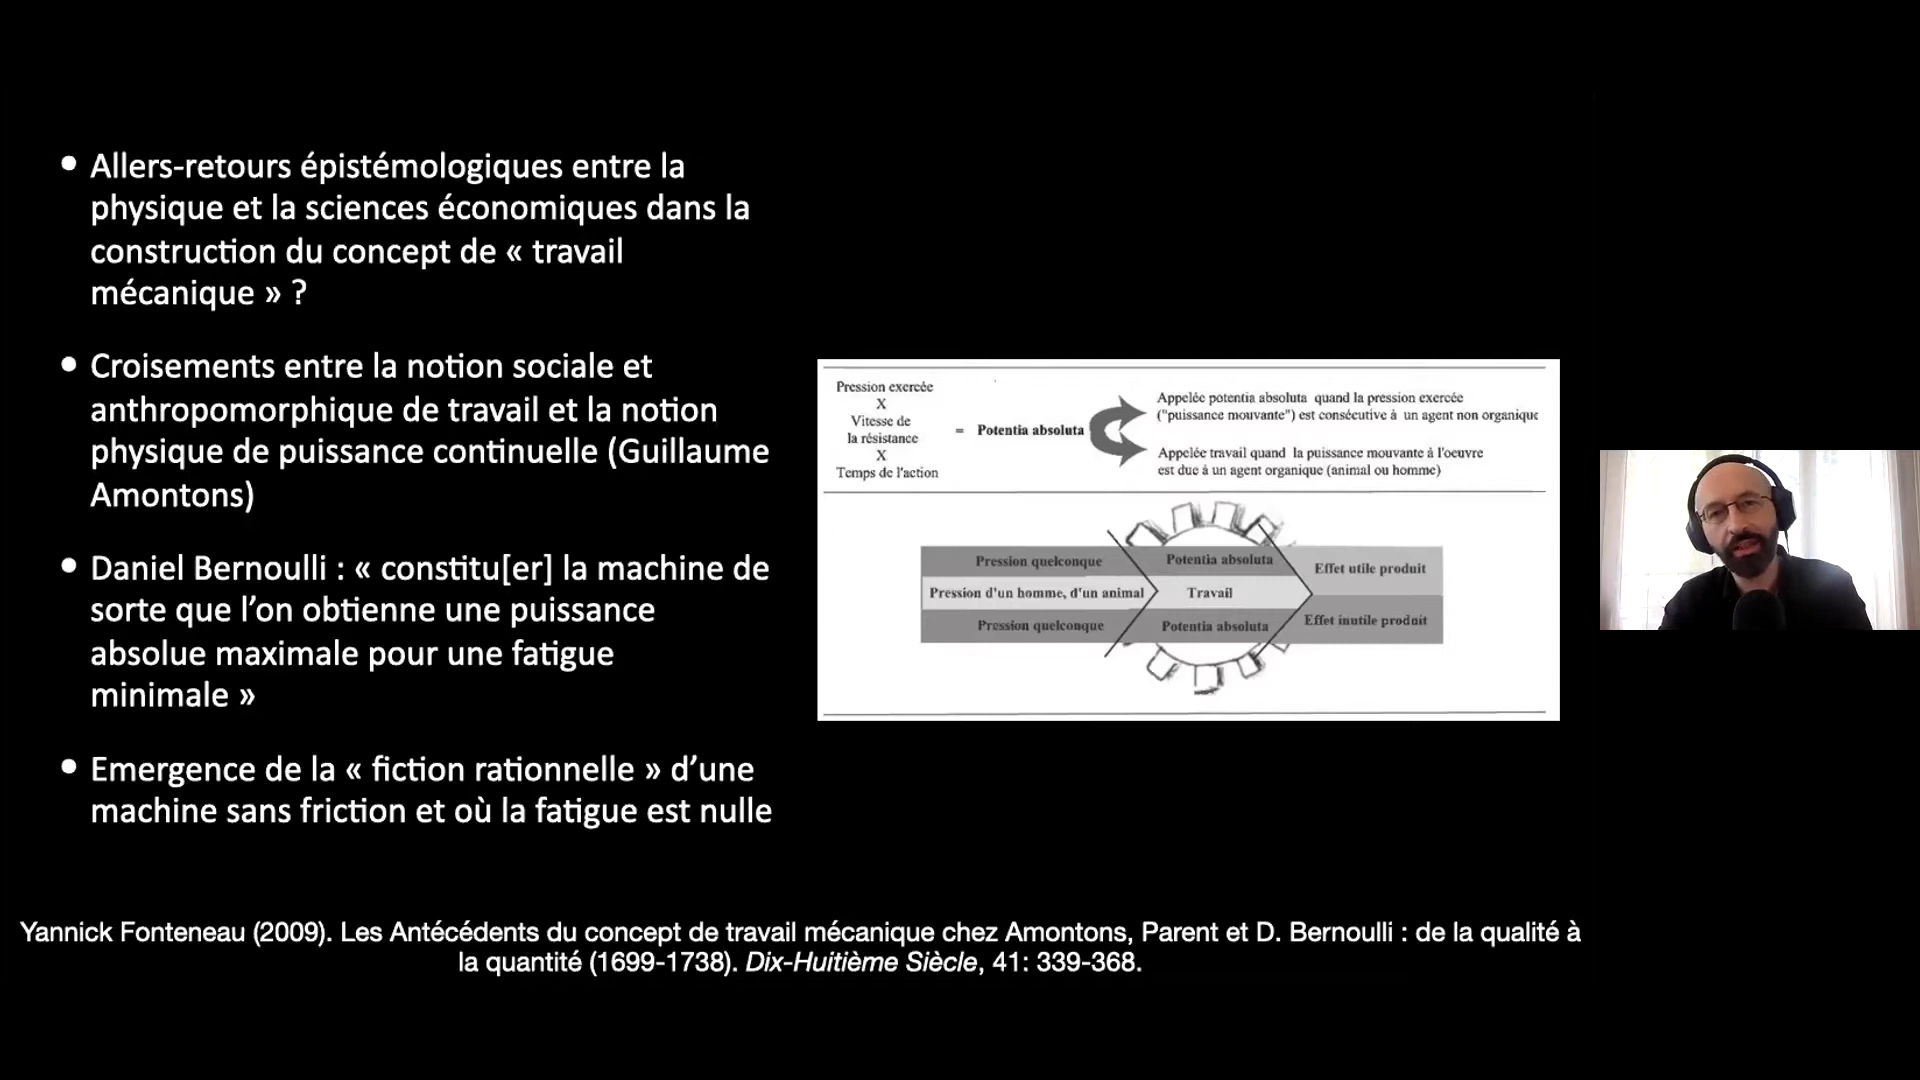 • Allers-retours épistémologiques entre la
physique et la sciences économiques dans la
construction du concept de « travail
mécanique » ?
• Croisements entre la notion sociale et
anthropomorphique de travail et la notion
physique de puissance continuelle (Guillaume
Amontons)
• Daniel Bernoulli : « constitu[er] la machine de
sorte que l’on obtienne une puissance
absolue maximale pour une fatigue
minimale »
• Emergence de la « fiction rationnelle » d’une
machine sans friction et où la fatigue est nulle
Pression exercée
X
Vitesse de
la résistance
X
Temps de l'action
= Potentia absoluta
Appelée potentia absoluta quand la pression exercée
("puissance mouvante") est consécutive à un agent non organique
Appelée travail quand la puissance mouvante à l'oeuvre
est due à un agent organique (animal ou homme)
Pression quelconque
Pression d'un homme, d'un animal
Pression quelconque
Potentia absoluta
Travail
Potentia absoluta
Effet utile produit
Effet inutile produit
Yannick Fonteneau (2009). Les Antécédents du concept de travail mécanique chez Amontons, Parent et D. Bernoulli : de la qualité à
la quantité (1699-1738). Dix-Huitième Siècle, 41: 339-368.